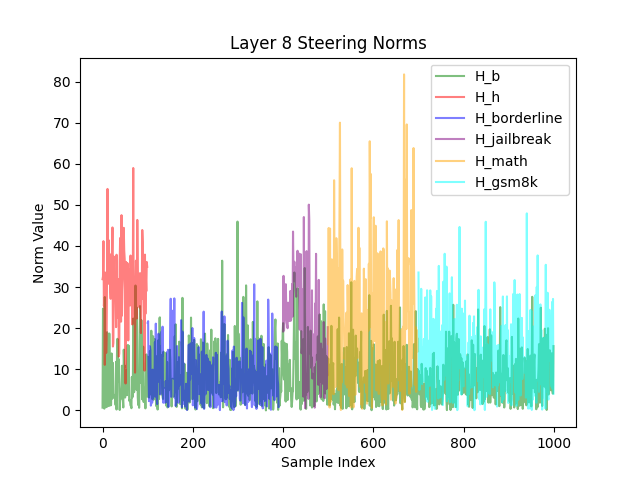 Layer 8 Steering Norms
Norm Value
80
70
60
50
40
30
20
10
0
H_b
H_h
H_borderline
H_jailbreak
H_math
H_gsm8k
0
200
400
600
800
1000
Sample Index